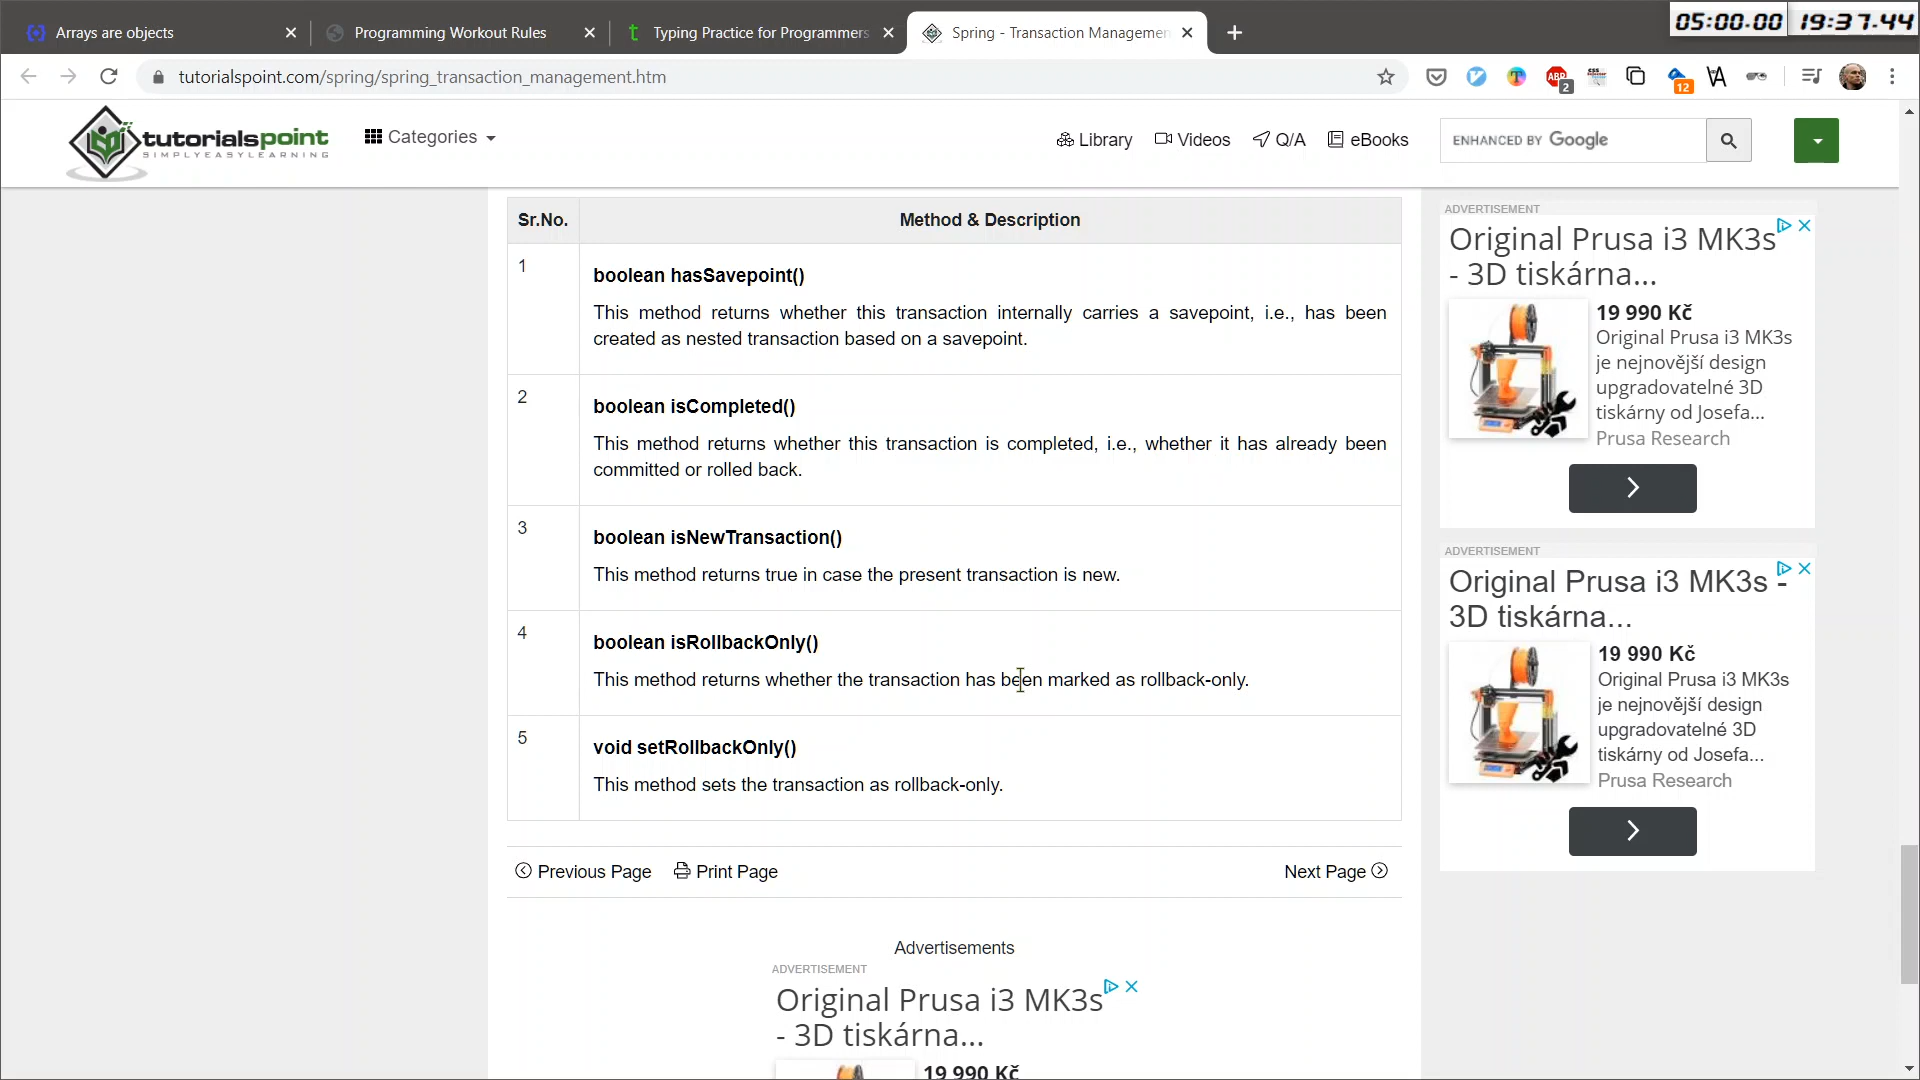 Arrays are objects
Programming Workout Rules
Typing Practice for Programmers
Spring - Transaction Managemen
05:00.00
19:37.44
tutorialspoint.com/spring/spring_transaction_management.htm
ABP
2
12
tutorialspoint
SIMPLYEASYLEARNING
Categories
Library
Videos
Q/A
eBooks
ENHANCED BY Google
Sr.No.
Method & Description
1
boolean hasSavepoint()
This method returns whether this transaction internally carries a savepoint, i.e., has been
created as nested transaction based on a savepoint.
2
boolean isCompleted()
This method returns whether this transaction is completed, i.e., whether it has already been
committed or rolled back.
3
boolean isNewTransaction()
This method returns true in case the present transaction is new.
4
boolean isRollbackOnly()
This method returns whether the transaction has been marked as rollback-only.
5
void setRollbackOnly()
This method sets the transaction as rollback-only.
Previous Page
Print Page
Next Page
Advertisements
ADVERTISEMENT
Original Prusa i3 MK3s
- 3D tiskárna...
19 990 Kč
ADVERTISEMENT
Original Prusa i3 MK3s
- 3D tiskárna...
19 990 Kč
Original Prusa i3 MK3s
je nejnovější design
upgradovatelné 3D
tiskárny od Josefa...
Prusa Research
ADVERTISEMENT
Original Prusa i3 MK3s -
3D tiskárna...
19 990 Kč
Original Prusa i3 MK3s
je nejnovější design
upgradovatelné 3D
tiskárny od Josefa...
Prusa Research